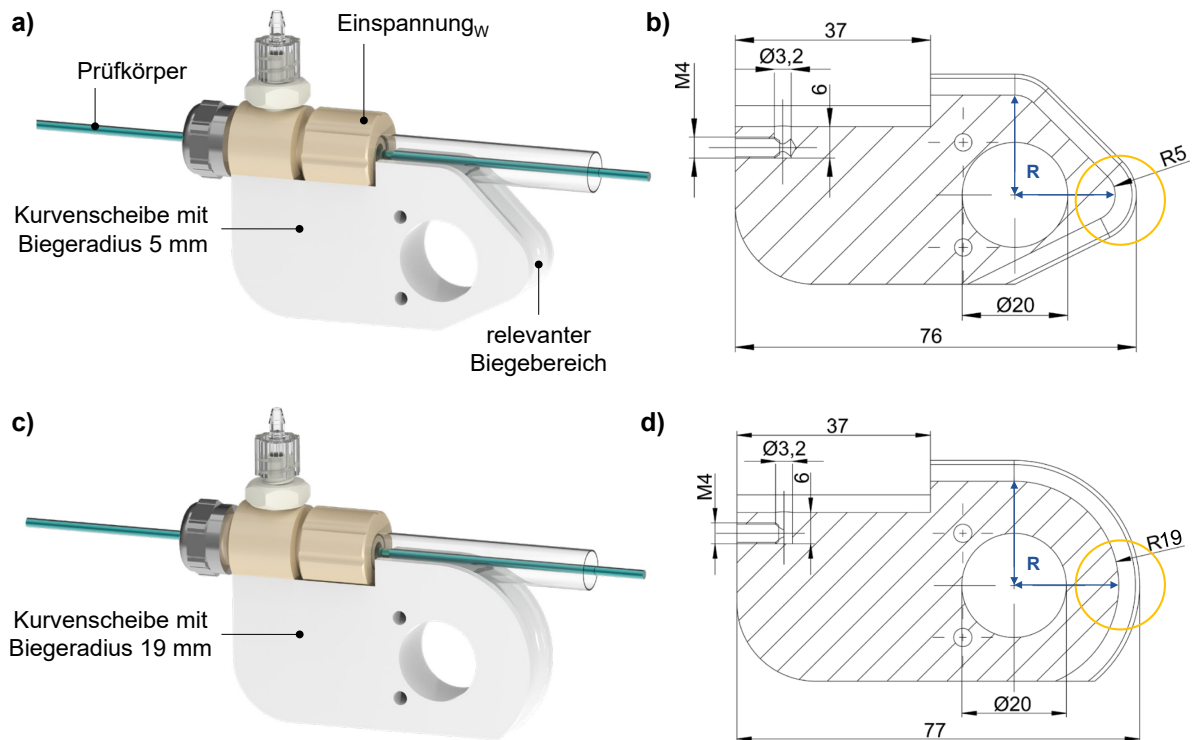 a)
Einspannung_W
Prüfkörper
Kurvenscheibe mit
Biegeradius 5 mm
relevanter
Biegebereich
b)
37
Ø3,2
M4
6
R5
R
Ø20
76
c)
Kurvenscheibe mit
Biegeradius 19 mm
d)
37
Ø3,2
M4
6
R19
R
Ø20
77